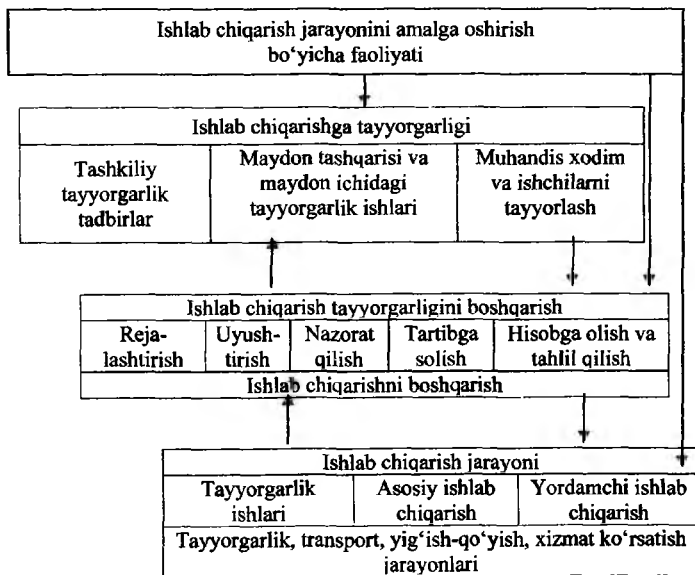 Ishlab chiqarish jarayonini amalga oshirish
bo‘yicha faoliyati
Ishlab chiqarishga tayyorgarligi
Tashkiliy
tayyorgarlik
tadbirlar
Maydon tashqarisi va
maydon ichidagi
tayyorgarlik ishlari
Muhandis xodim
va ishchilarni
tayyorlash
Ishlab chiqarish tayyorgarligini boshqarish
Reja-
lashtirish
Uyush-
tirish
Nazorat
qilish
Tartibga
solish
Hisobga olish va
tahlil qilish
Ishlab chiqarishni boshqarish
Ishlab chiqarish jarayoni
Tayyorgarlik
ishlari
Asosiy ishlab
chiqarish
Yordamchi ishlab
chiqarish
Tayyorgarlik, transport, yig‘ish-qo‘yish, xizmat ko‘rsatish
jarayonlari